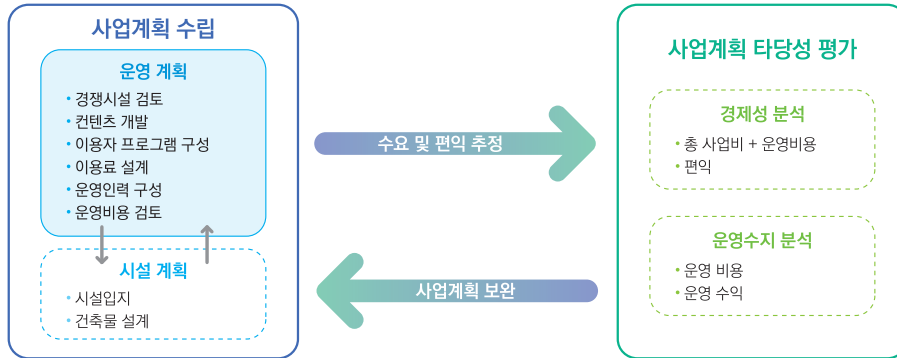 사업계획 수립
운영 계획
• 경쟁시설 검토
• 컨텐츠 개발
• 이용자 프로그램 구성
• 이용료 설계
• 운영인력 구성
• 운영비용 검토
시설 계획
• 시설입지
• 건축물 설계
수요 및 편익 추정
사업계획 보완
사업계획 타당성 평가
경제성 분석
• 총 사업비 + 운영비용
• 편익
운영수지 분석
• 운영 비용
• 운영 수익